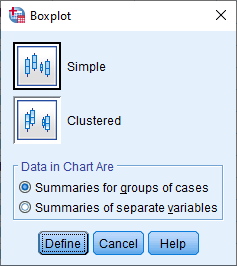 Boxplot
Simple
Clustered
Data in Chart Are
Summaries for groups of cases
Summaries of separate variables
Define Cancel Help